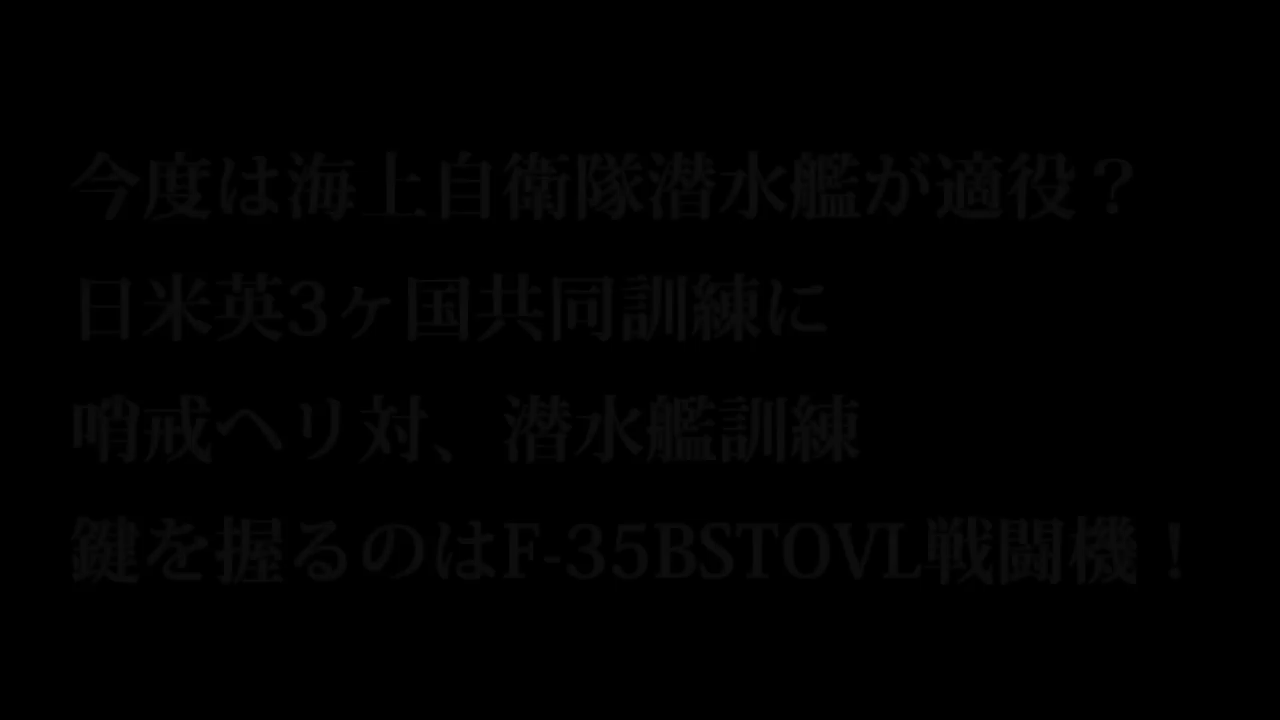 今度は海上自衛隊潜水艦が適役？
日米英3ヶ国共同訓練に
哨戒ヘリ対、潜水艦訓練
鍵を握るのはF-35BSTOVL戦闘機！